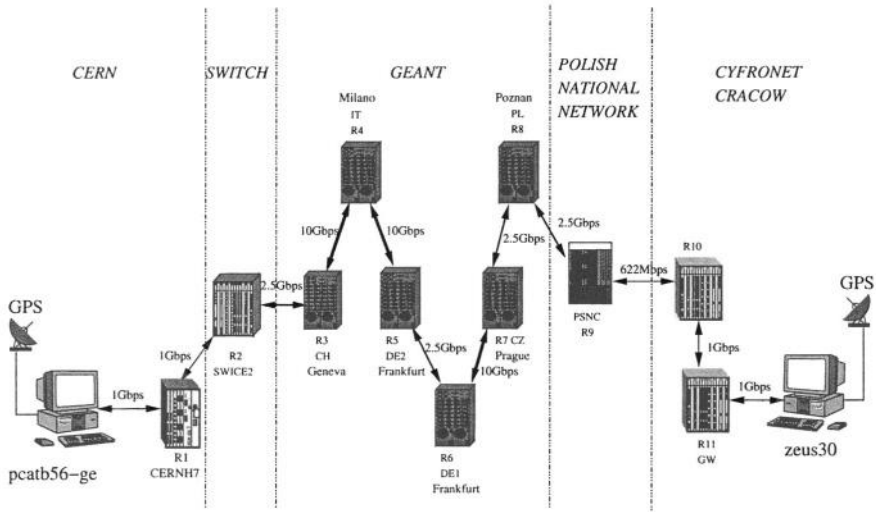 CERN
SWITCH
GEANT
POLISH
NATIONAL
NETWORK
CYFRONET
CRACOW
Milano
IT
R4
Poznan
PL
R8
10Gbps
10Gbps
2.5Gbps
2.5Gbps
2.5Gbps
622Mbps
R10
GPS
R2
SWICE2
R3
CH
Geneva
R5
DE2
Frankfurt
2.5Gbps
R7 CZ
Prague
10Gbps
PSNC
R9
GPS
1Gbps
1Gbps
1Gbps
1Gbps
R1
CERNH7
pcatb56-ge
R6
DE1
Frankfurt
R11
GW
zeus30